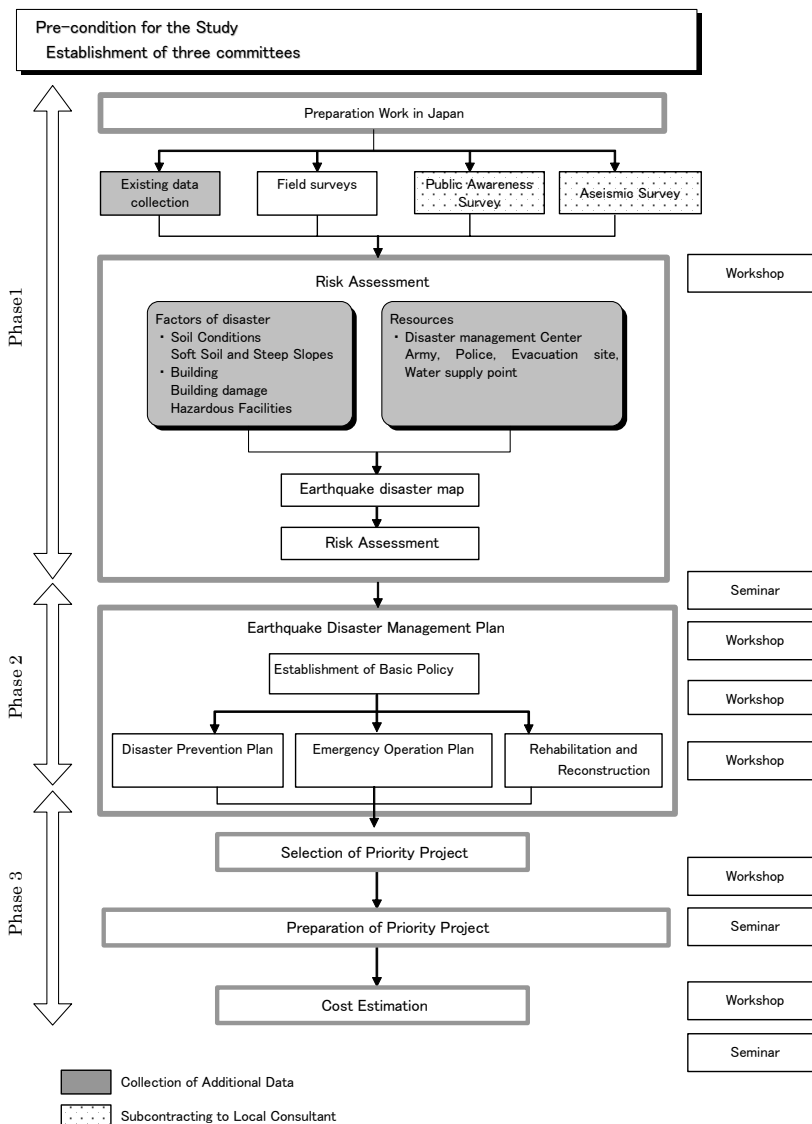 Pre-condition for the Study
Establishment of three committees
Phase1
Preparation Work in Japan
Existing data
collection
Field surveys
Public Awareness
Survey
Aseismic Survey
Risk Assessment
Workshop
Factors of disaster
・ Soil Conditions
Soft Soil and Steep Slopes
・ Building
Building damage
Hazardous Facilities
Resources
・ Disaster management Center
Army, Police, Evacuation site,
Water supply point
Earthquake disaster map
Risk Assessment
Seminar
Phase 2
Earthquake Disaster Management Plan
Workshop
Establishment of Basic Policy
Workshop
Disaster Prevention Plan
Emergency Operation Plan
Rehabilitation and
Reconstruction
Workshop
Phase 3
Selection of Priority Project
Workshop
Preparation of Priority Project
Seminar
Cost Estimation
Workshop
Seminar
Collection of Additional Data
Subcontracting to Local Consultant